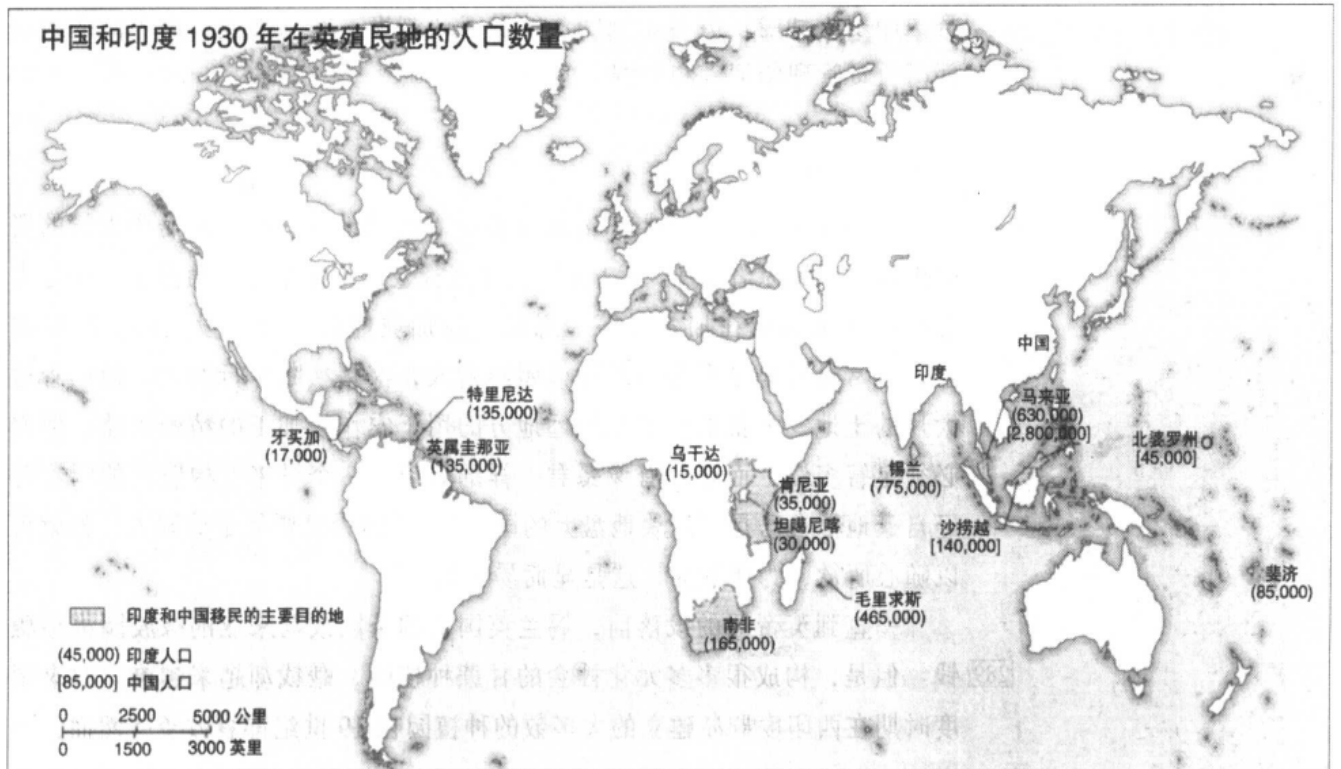 中国和印度 1930 年在英殖民地的人口数量
中国
印度
特里尼达
(135,000)
马来亚
(630,000)
[2,800,000]
牙买加
(17,000)
英属圭那亚
(135,000)
北婆罗州
[45,000]
乌干达
(15,000)
锡兰
(775,000)
肯尼亚
(35,000)
坦噶尼喀
(30,000)
沙捞越
[140,000]
斐济
(85,000)
毛里求斯
(465,000)
南非
(165,000)
印度和中国移民的主要目的地
(45,000) 印度人口
[85,000] 中国人口
0 2500 5000 公里
0 1500 3000 英里